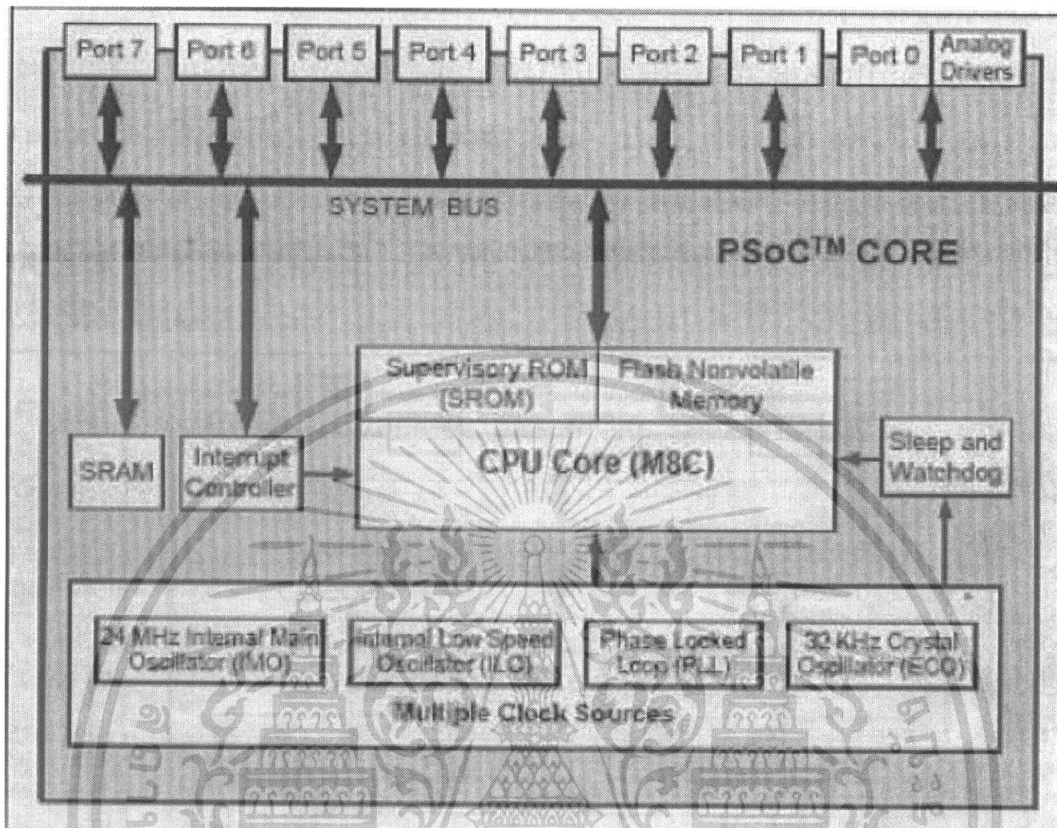 Port 7
Port 6
Port 5
Port 4
Port 3
Port 2
Port 1
Port 0
Analog
Drivers
SYSTEM BUS
PSoC™ CORE
Supervisory ROM
(SROM)
Flash Nonvolatile
Memory
SRAM
Interrupt
Controller
CPU Core (M8C)
Sleep and
Watchdog
24 MHz Internal Main
Oscillator (IMO)
Internal Low Speed
Oscillator (ILO)
Phase Locked
Loop (PLL)
32 KHz Crystal
Oscillator (ECO)
Multiple Clock Sources